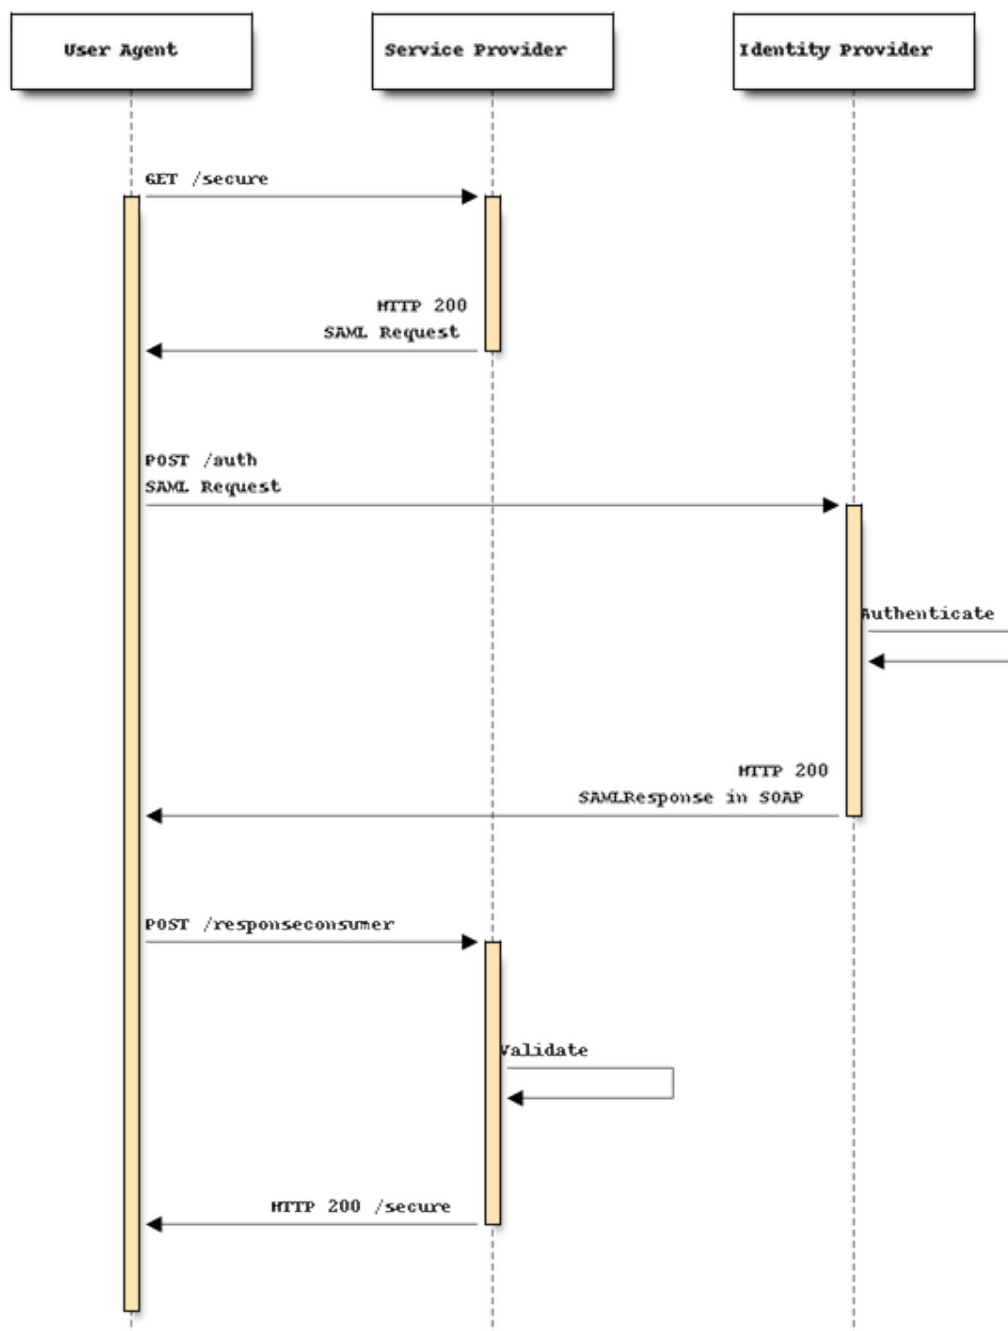 User Agent
Service Provider
Identity Provider
GET /secure
HTTP 200
SAML Request
POST /auth
SAML Request
Authenticate
HTTP 200
SAMLResponse in SOAP
POST /responseconsumer
Validate
HTTP 200 /secure